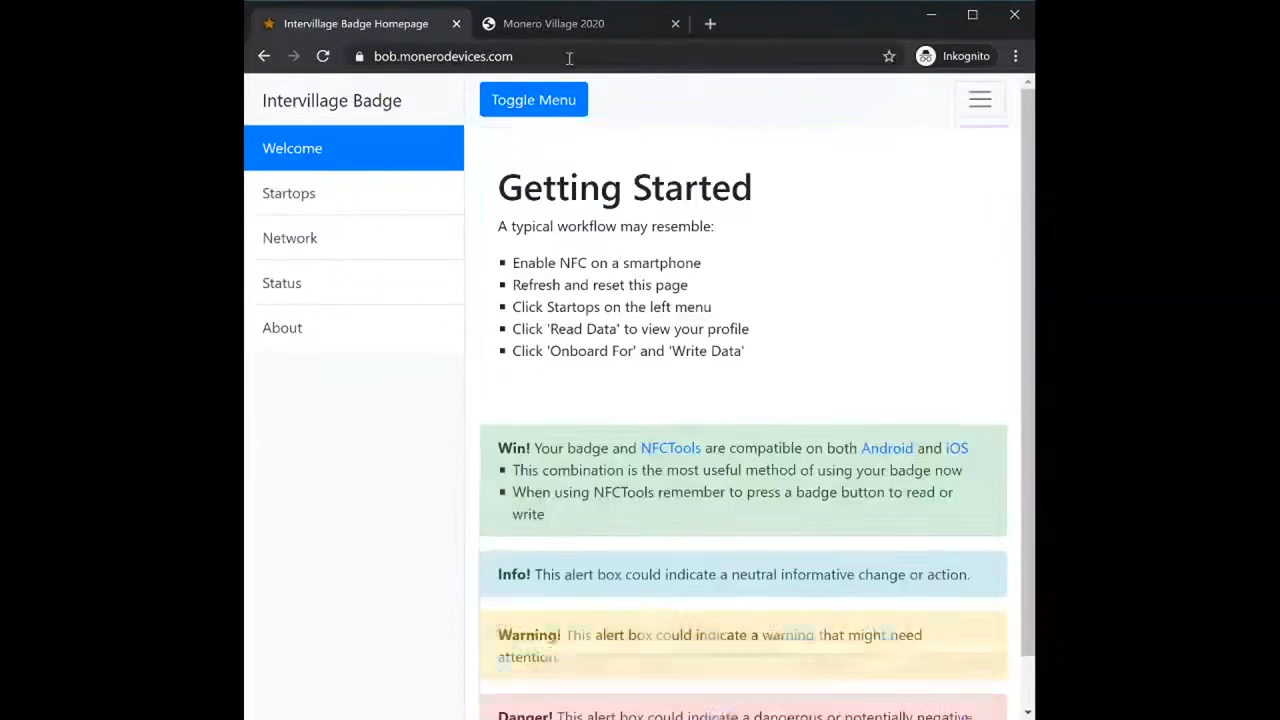 Intervillage Badge Homepage
Monero Village 2020
bob.monerodevices.com
Inkognito
Intervillage Badge
Toggle Menu
Welcome
Startops
Network
Status
About
Getting Started
A typical workflow may resemble:
Enable NFC on a smartphone
Refresh and reset this page
Click Startops on the left menu
Click 'Read Data' to view your profile
Click 'Onboard For' and 'Write Data'
Win! Your badge and NFCTools are compatible on both Android and iOS
This combination is the most useful method of using your badge now
When using NFCTools remember to press a badge button to read or
write
Info! This alert box could indicate a neutral informative change or action.
Warning! This alert box could indicate a warning that might need
attention.
Danger! This alert box could indicate a dangerous or potentially negative